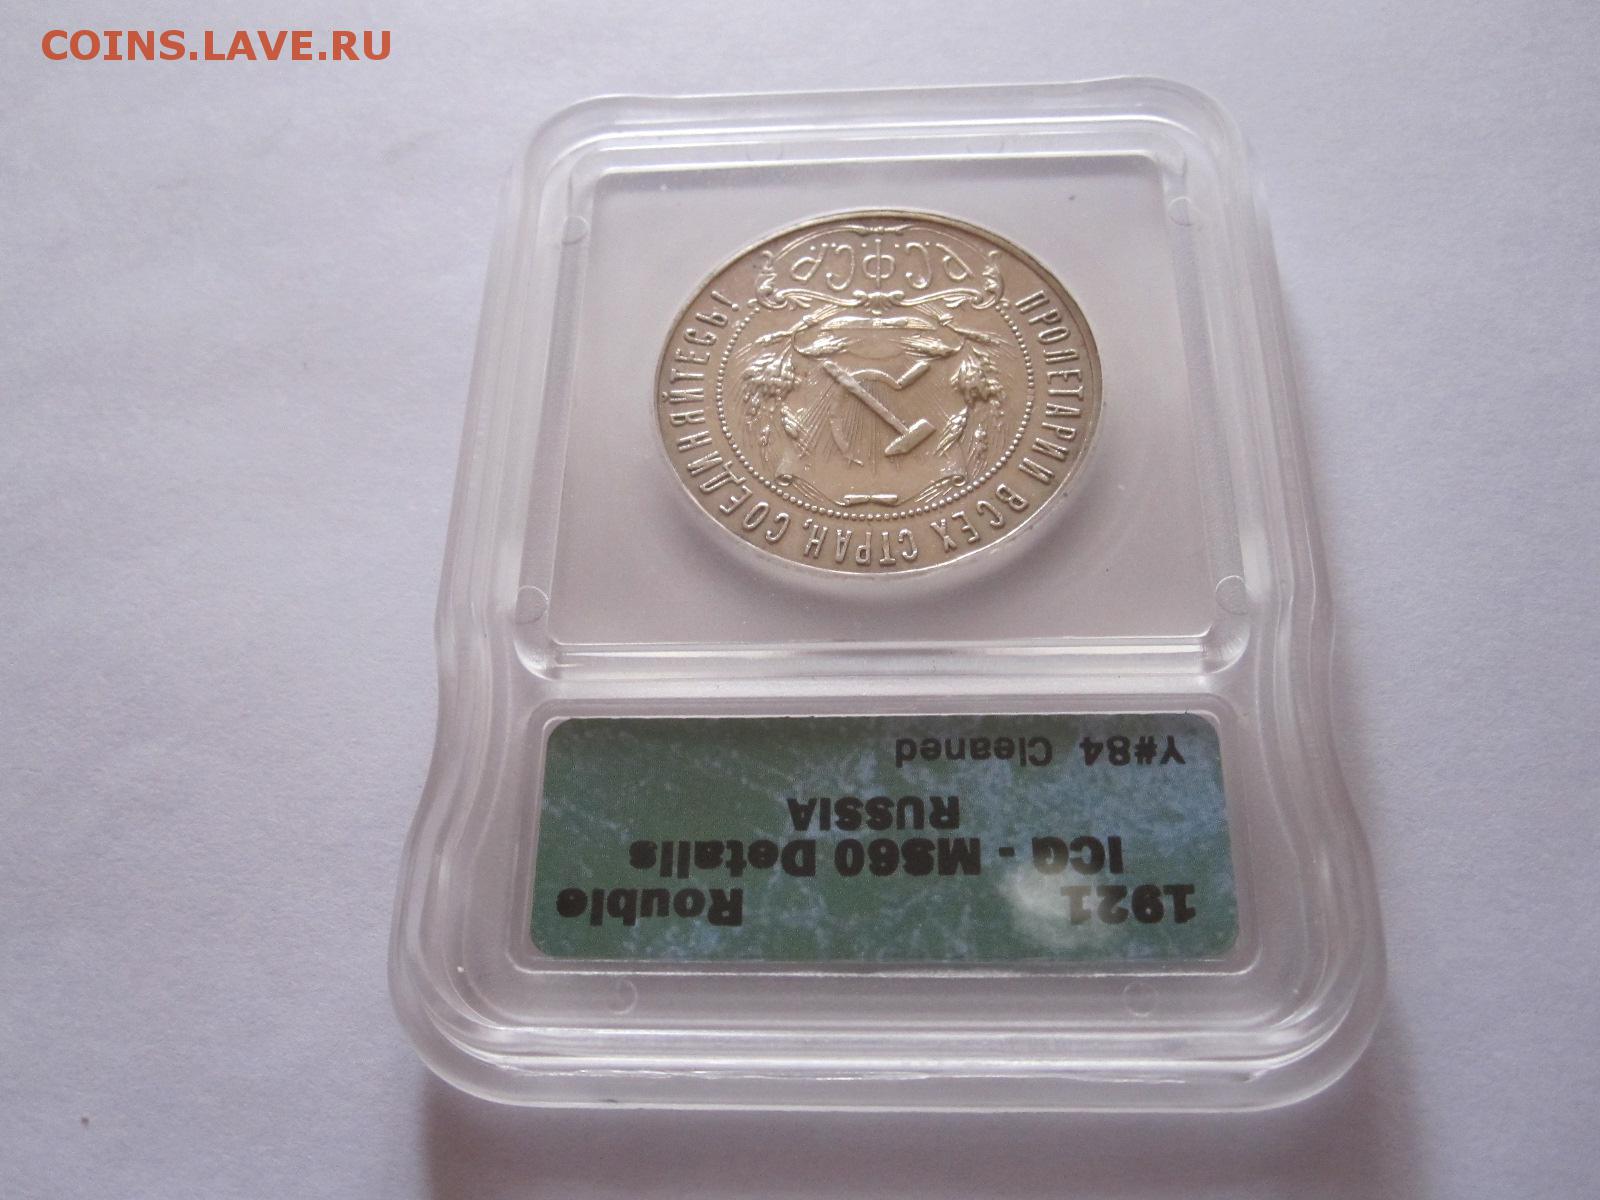 COINS.LAVE.RU
1921 Rouble
ICG - MS60 Details
RUSSIA
Y#84 Cleaned
Р.С.Ф.С.Р.
ПРОЛЕТАРИИ ВСЕХ СТРАН, СОЕДИНЯЙТЕСЬ!